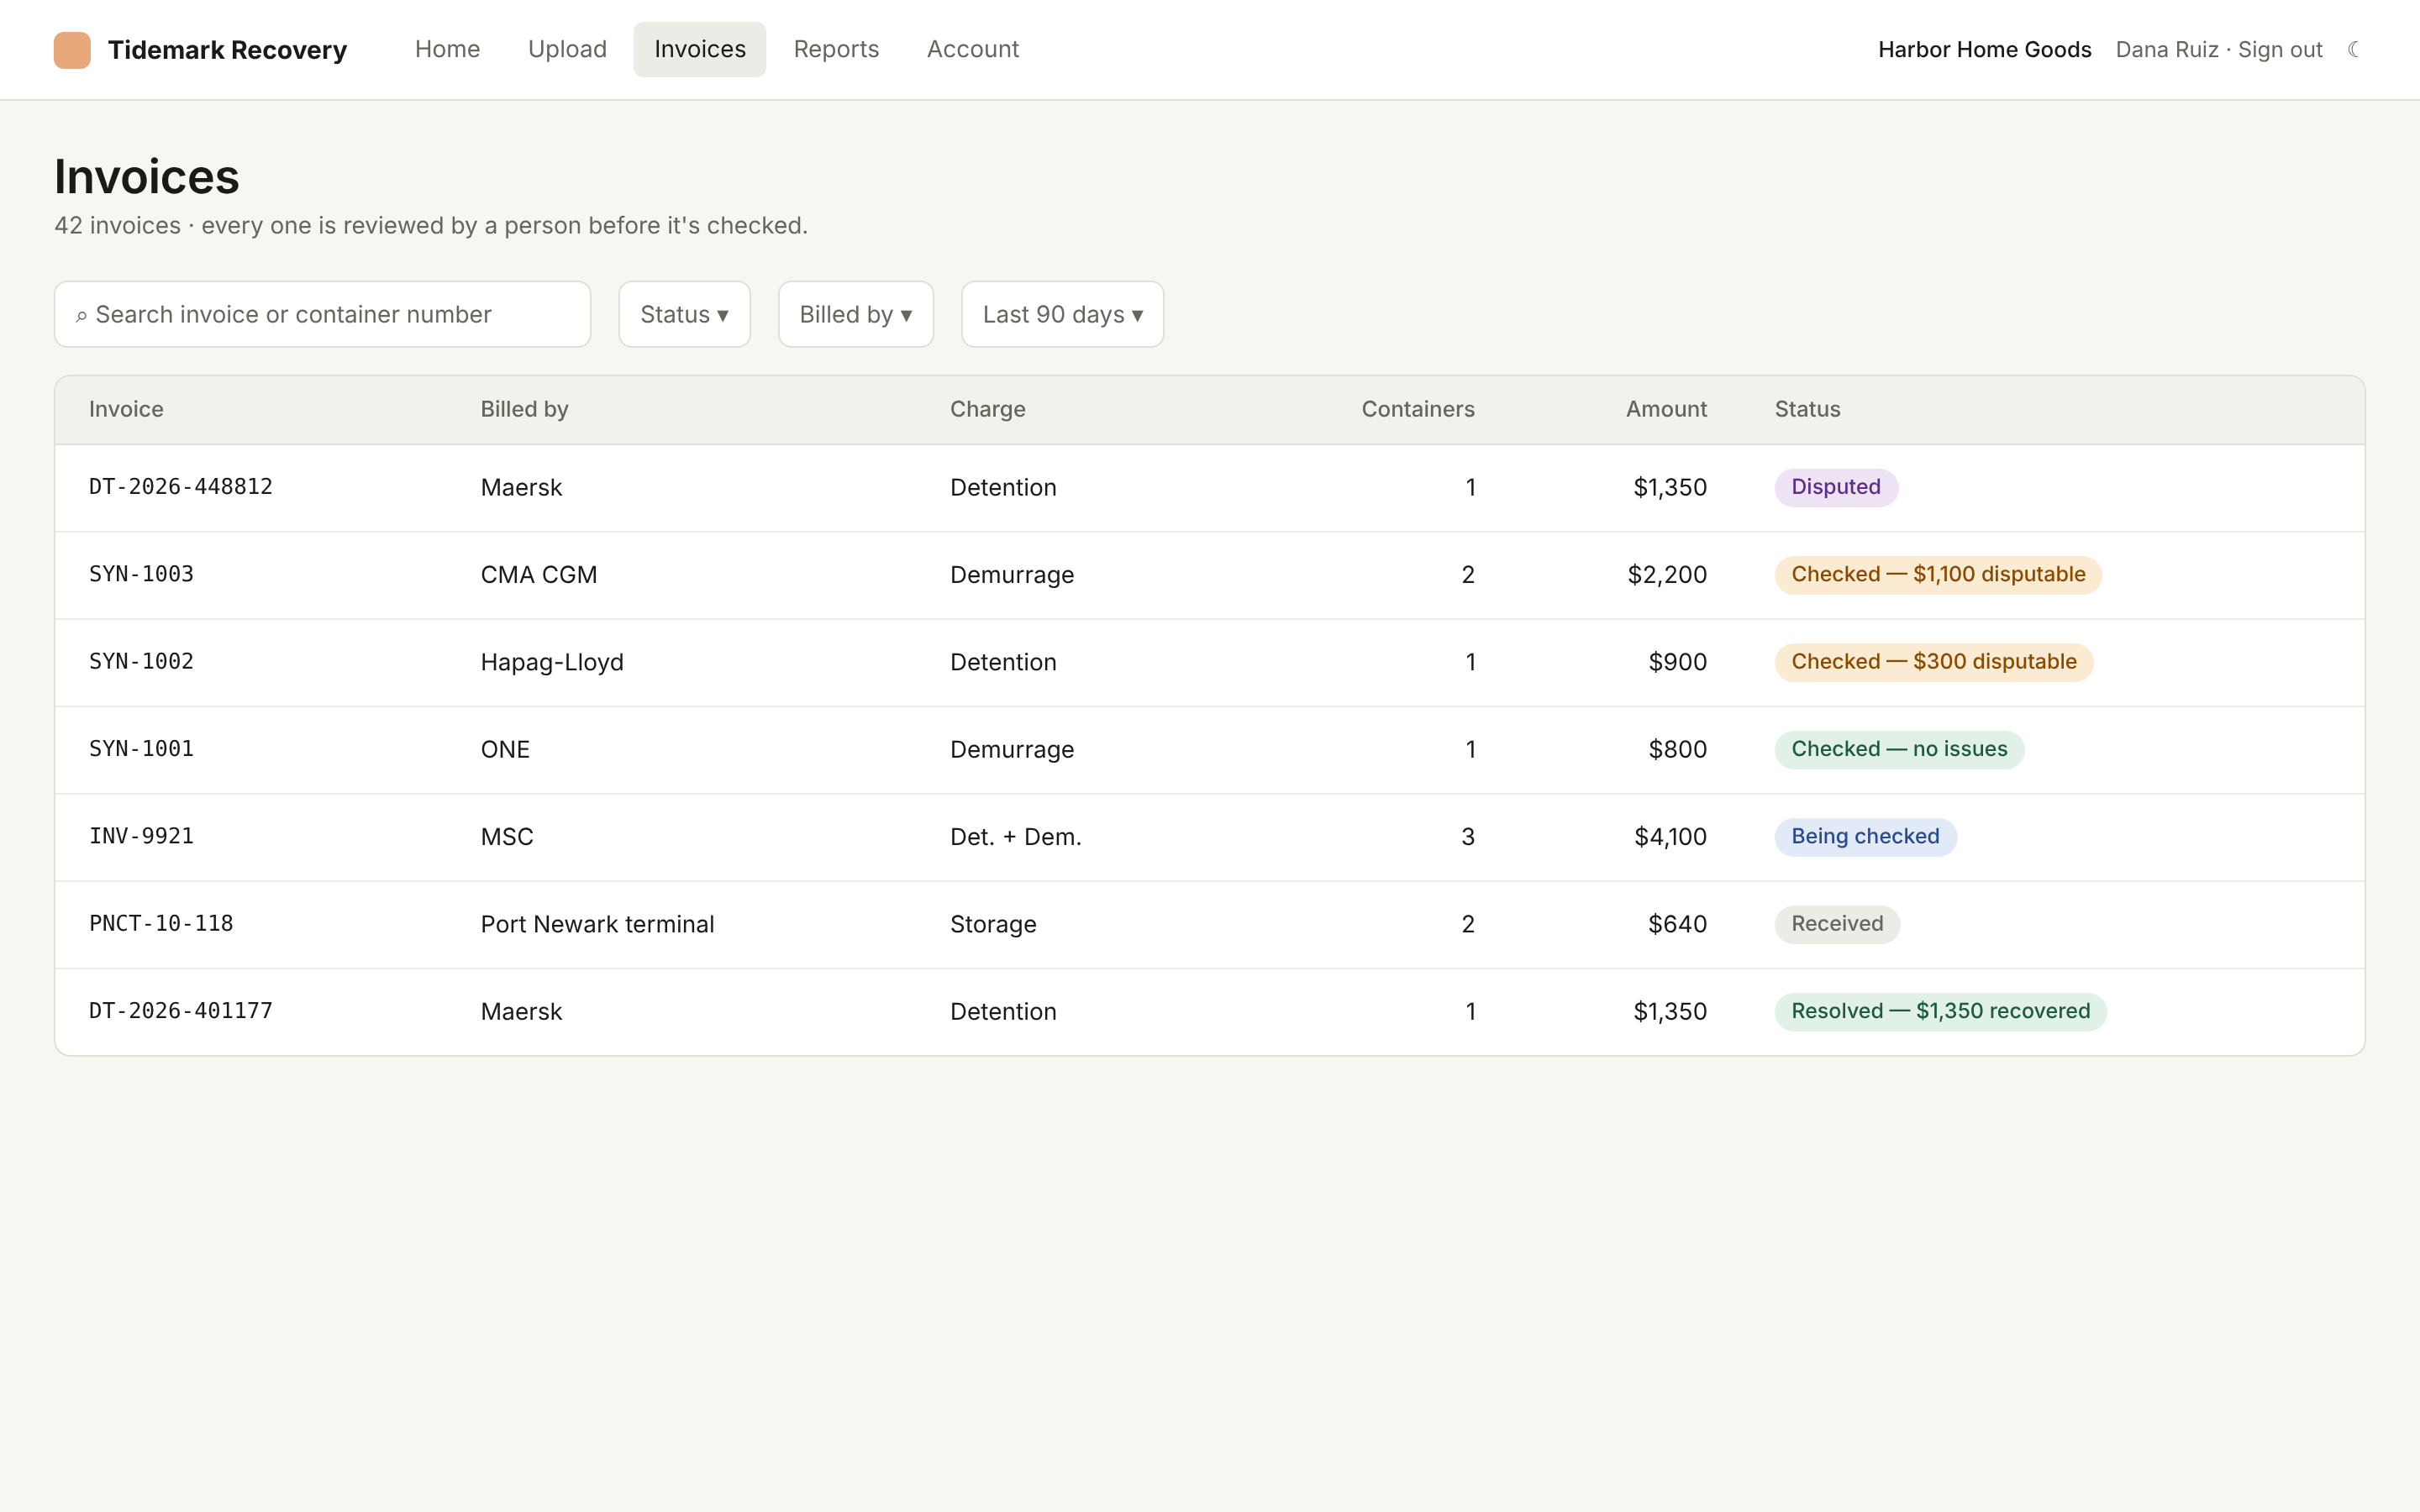 Tidemark Recovery Home Upload Invoices Reports Account Harbor Home Goods Dana Ruiz · Sign out ☾
Invoices
42 invoices · every one is reviewed by a person before it's checked.
⌕ Search invoice or container number Status ▾ Billed by ▾ Last 90 days ▾
Invoice Billed by Charge Containers Amount Status
DT-2026-448812 Maersk Detention 1 $1,350 Disputed
SYN-1003 CMA CGM Demurrage 2 $2,200 Checked — $1,100 disputable
SYN-1002 Hapag-Lloyd Detention 1 $900 Checked — $300 disputable
SYN-1001 ONE Demurrage 1 $800 Checked — no issues
INV-9921 MSC Det. + Dem. 3 $4,100 Being checked
PNCT-10-118 Port Newark terminal Storage 2 $640 Received
DT-2026-401177 Maersk Detention 1 $1,350 Resolved — $1,350 recovered